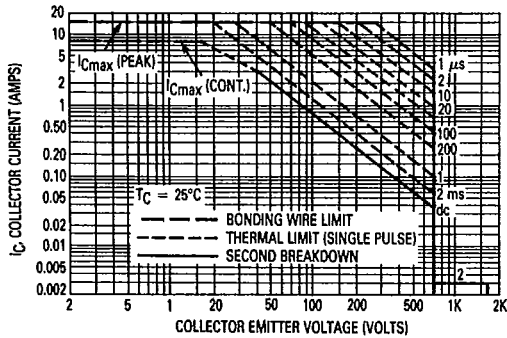 20
10
5
2
1
0.50
0.20
0.10
0.05
0.02
0.01
0.005
0.002
IC, COLLECTOR CURRENT (AMPS)
ICmax (PEAK)
ICmax (CONT.)
1 μs
2 μ
10
20
100
200
1
2 ms
dc
TC = 25°C
BONDING WIRE LIMIT
THERMAL LIMIT (SINGLE PULSE)
SECOND BREAKDOWN
2
2 5 1 20 50 100 200 500 1K 2K
COLLECTOR EMITTER VOLTAGE (VOLTS)